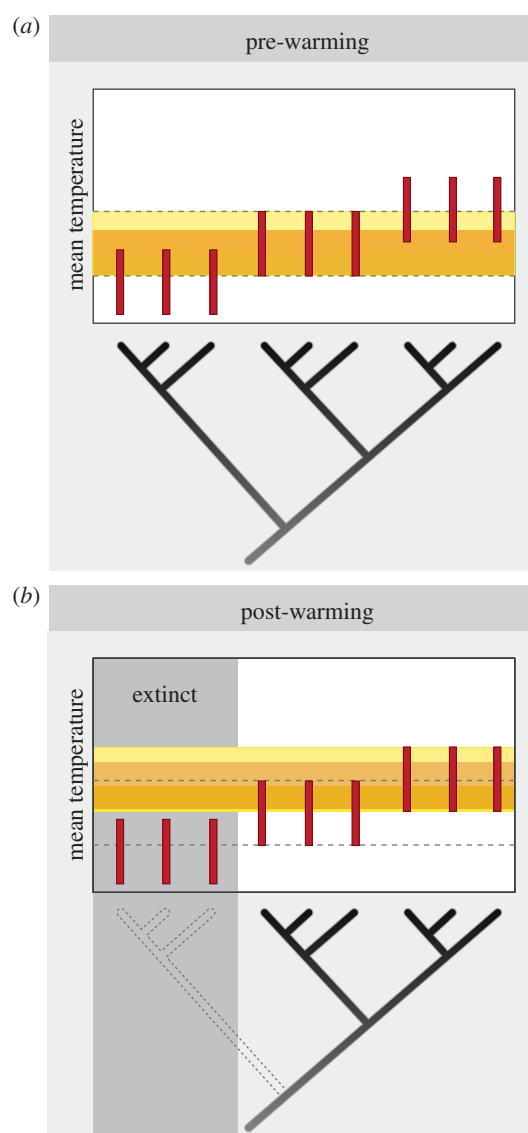 (a)
pre-warming
mean temperature
(b)
post-warming
extinct
mean temperature